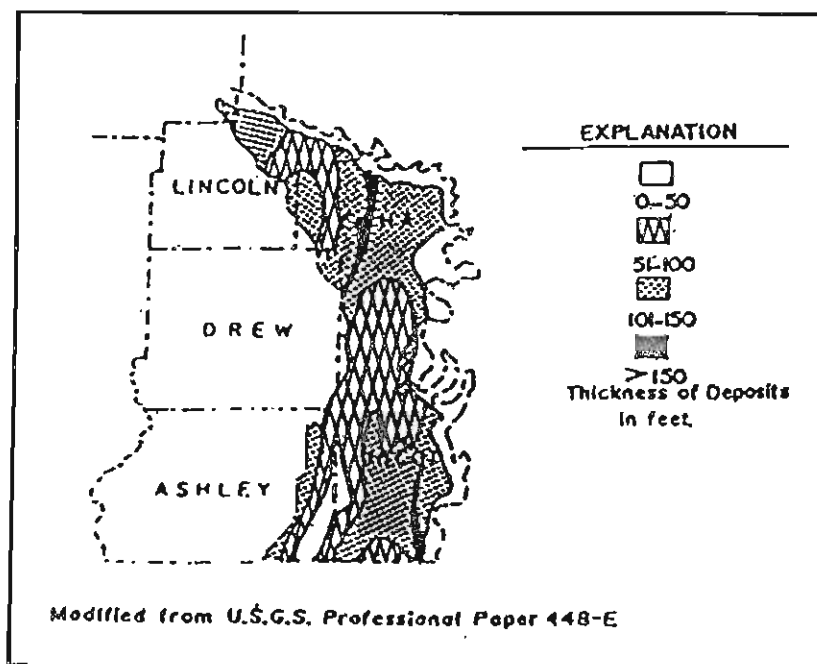 EXPLANATION
0-50
51-100
101-150
>150
Thickness of Deposits
in feet.
LINCOLN
DREW
ASHLEY
Modified from U.S.G.S. Professional Paper 448-E